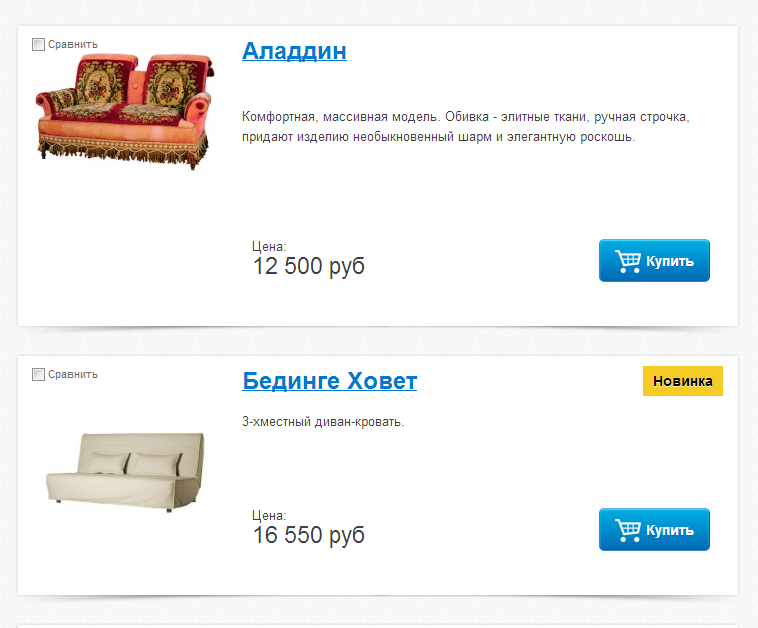 Сравнить
Аладдин
Комфортная, массивная модель. Обивка - элитные ткани, ручная строчка,
придают изделию необыкновенный шарм и элегантную роскошь.
Цена:
12 500 руб
Купить
Сравнить
Бединге Ховет
Новинка
3-хместный диван-кровать.
Цена:
16 550 руб
Купить